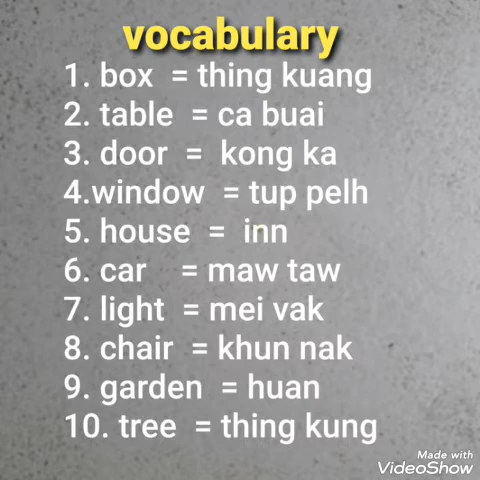 vocabulary
1. box = thing kuang
2. table = ca buai
3. door = kong ka
4.window = tup pelh
5. house = inn
6. car = maw taw
7. light = mei vak
8. chair = khun nak
9. garden = huan
10. tree = thing kung
Made with
VideoShow